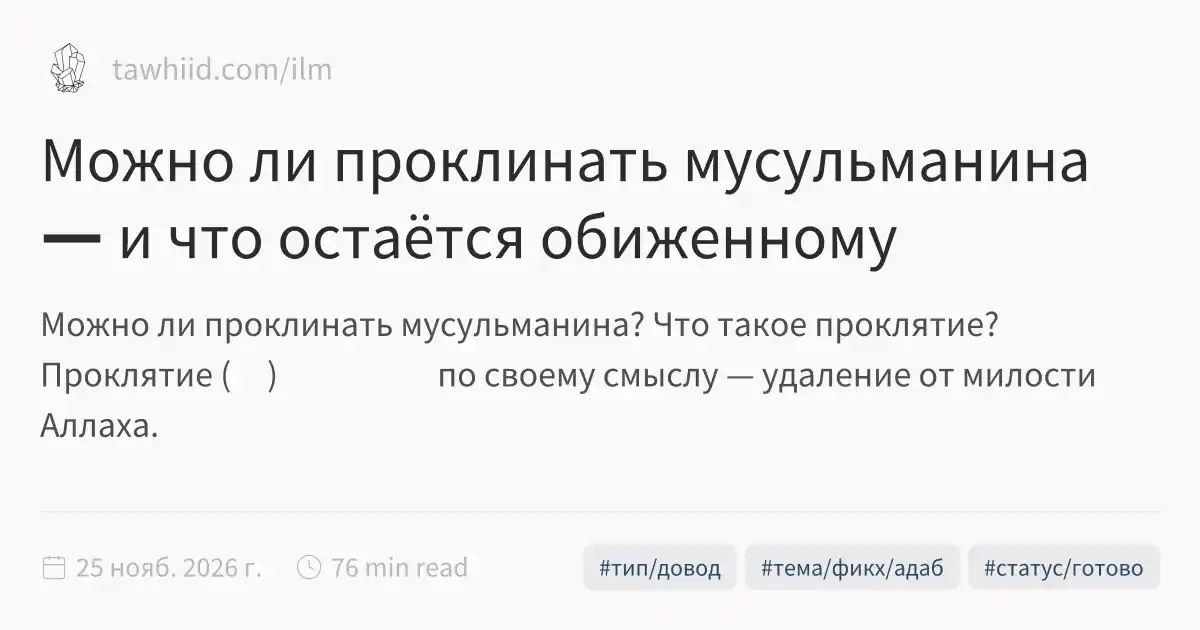 tawhiid.com/ilm
Можно ли проклинать мусульманина
— и что остаётся обиженному
Можно ли проклинать мусульманина? Что такое проклятие?
Проклятие ( ) по своему смыслу — удаление от милости
Аллаха.
25 нояб. 2026 г. 76 min read #тип/довод #тема/фикх/адаб #статус/готово